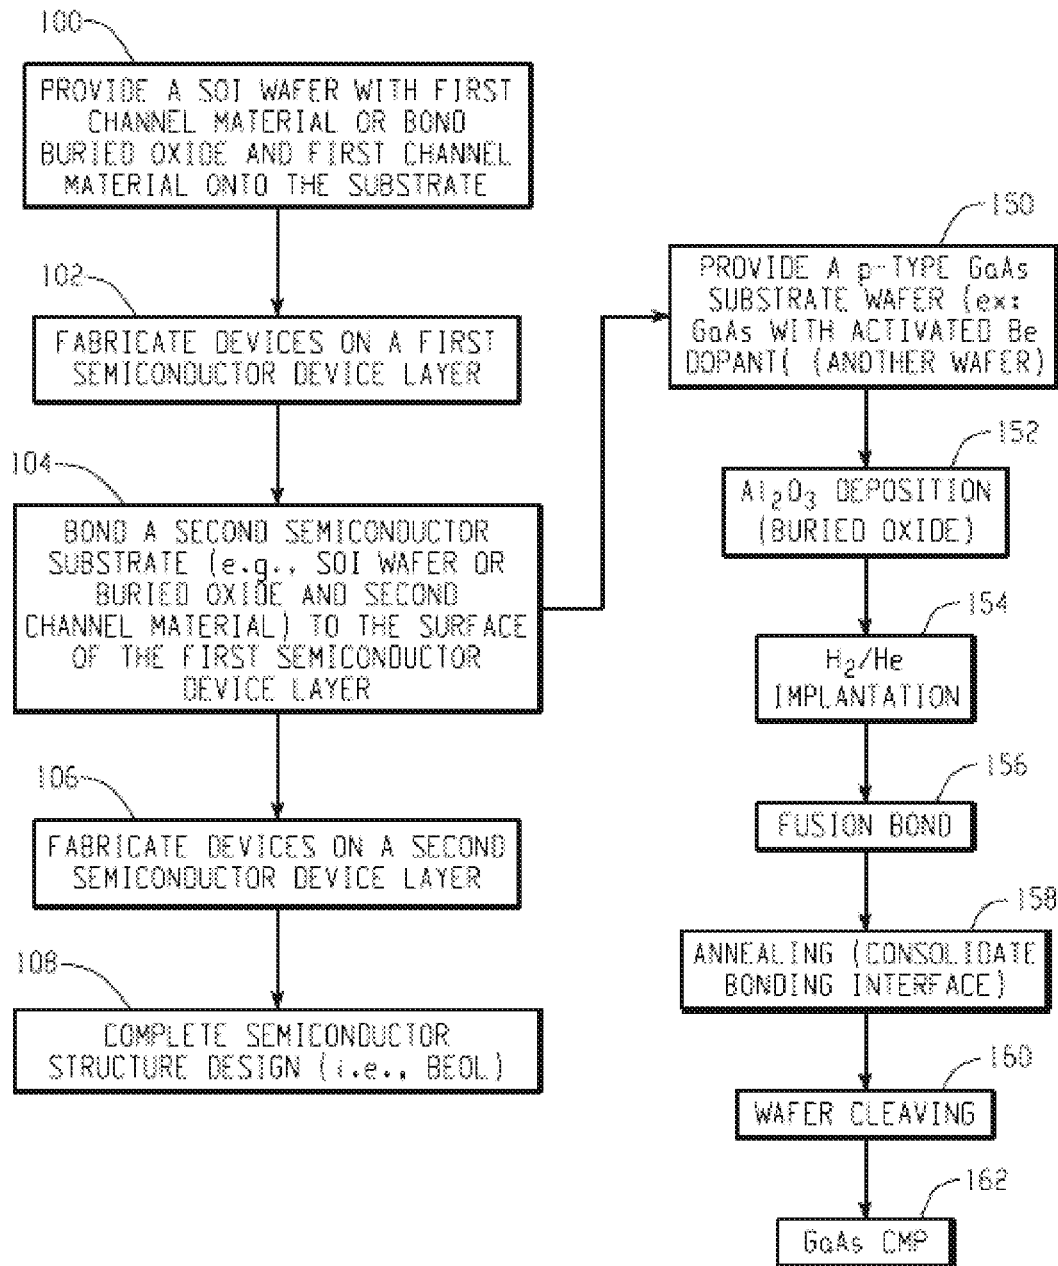 100
PROVIDE A SOI WAFER WITH FIRST
CHANNEL MATERIAL OR BOND
BURIED OXIDE AND FIRST CHANNEL
MATERIAL ONTO THE SUBSTRATE
102
FABRICATE DEVICES ON A FIRST
SEMICONDUCTOR DEVICE LAYER
104
BOND A SECOND SEMICONDUCTOR
SUBSTRATE (e.g., SOI WAFER OR
BURIED OXIDE AND SECOND
CHANNEL MATERIAL) TO THE SURFACE
OF THE FIRST SEMICONDUCTOR
DEVICE LAYER
106
FABRICATE DEVICES ON A SECOND
SEMICONDUCTOR DEVICE LAYER
108
COMPLETE SEMICONDUCTOR
STRUCTURE DESIGN (i.e., BEOL)
150
PROVIDE A p-TYPE GaAs
SUBSTRATE WAFER (ex:
GaAs WITH ACTIVATED Be
DOPANT( (ANOTHER WAFER)
152
Al₂O₃ DEPOSITION
(BURIED OXIDE)
154
H₂/He
IMPLANTATION
156
FUSION BOND
158
ANNEALING (CONSOLIDATE
BONDING INTERFACE)
160
WAFER CLEAVING
162
GaAs CMP